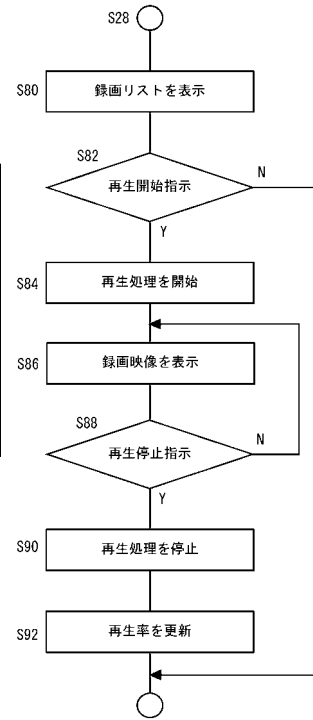 S28
S80 録画リストを表示
S82
再生開始指示 N
Y
S84 再生処理を開始
S86 録画映像を表示
S88
再生停止指示 N
Y
S90 再生処理を停止
S92 再生率を更新